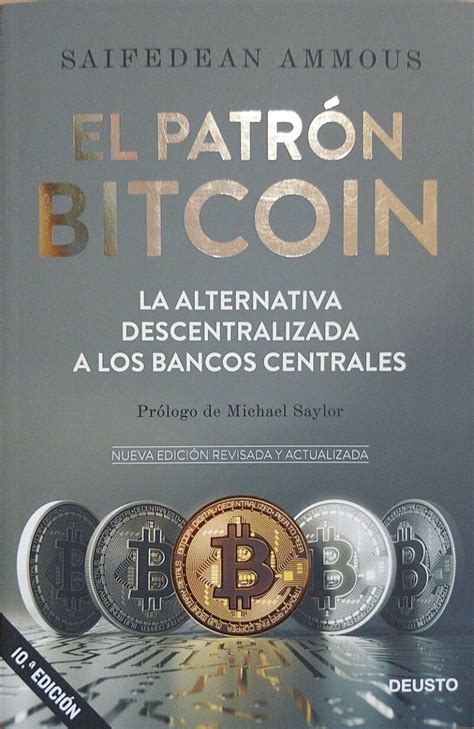 SAIFEDEAN AMMOUS
EL PATRÓN
BITCOIN
LA ALTERNATIVA
DESCENTRALIZADA
A LOS BANCOS CENTRALES
Prólogo de Michael Saylor
NUEVA EDICIÓN REVISADA Y ACTUALIZADA
10.ª EDICIÓN
DEUSTO